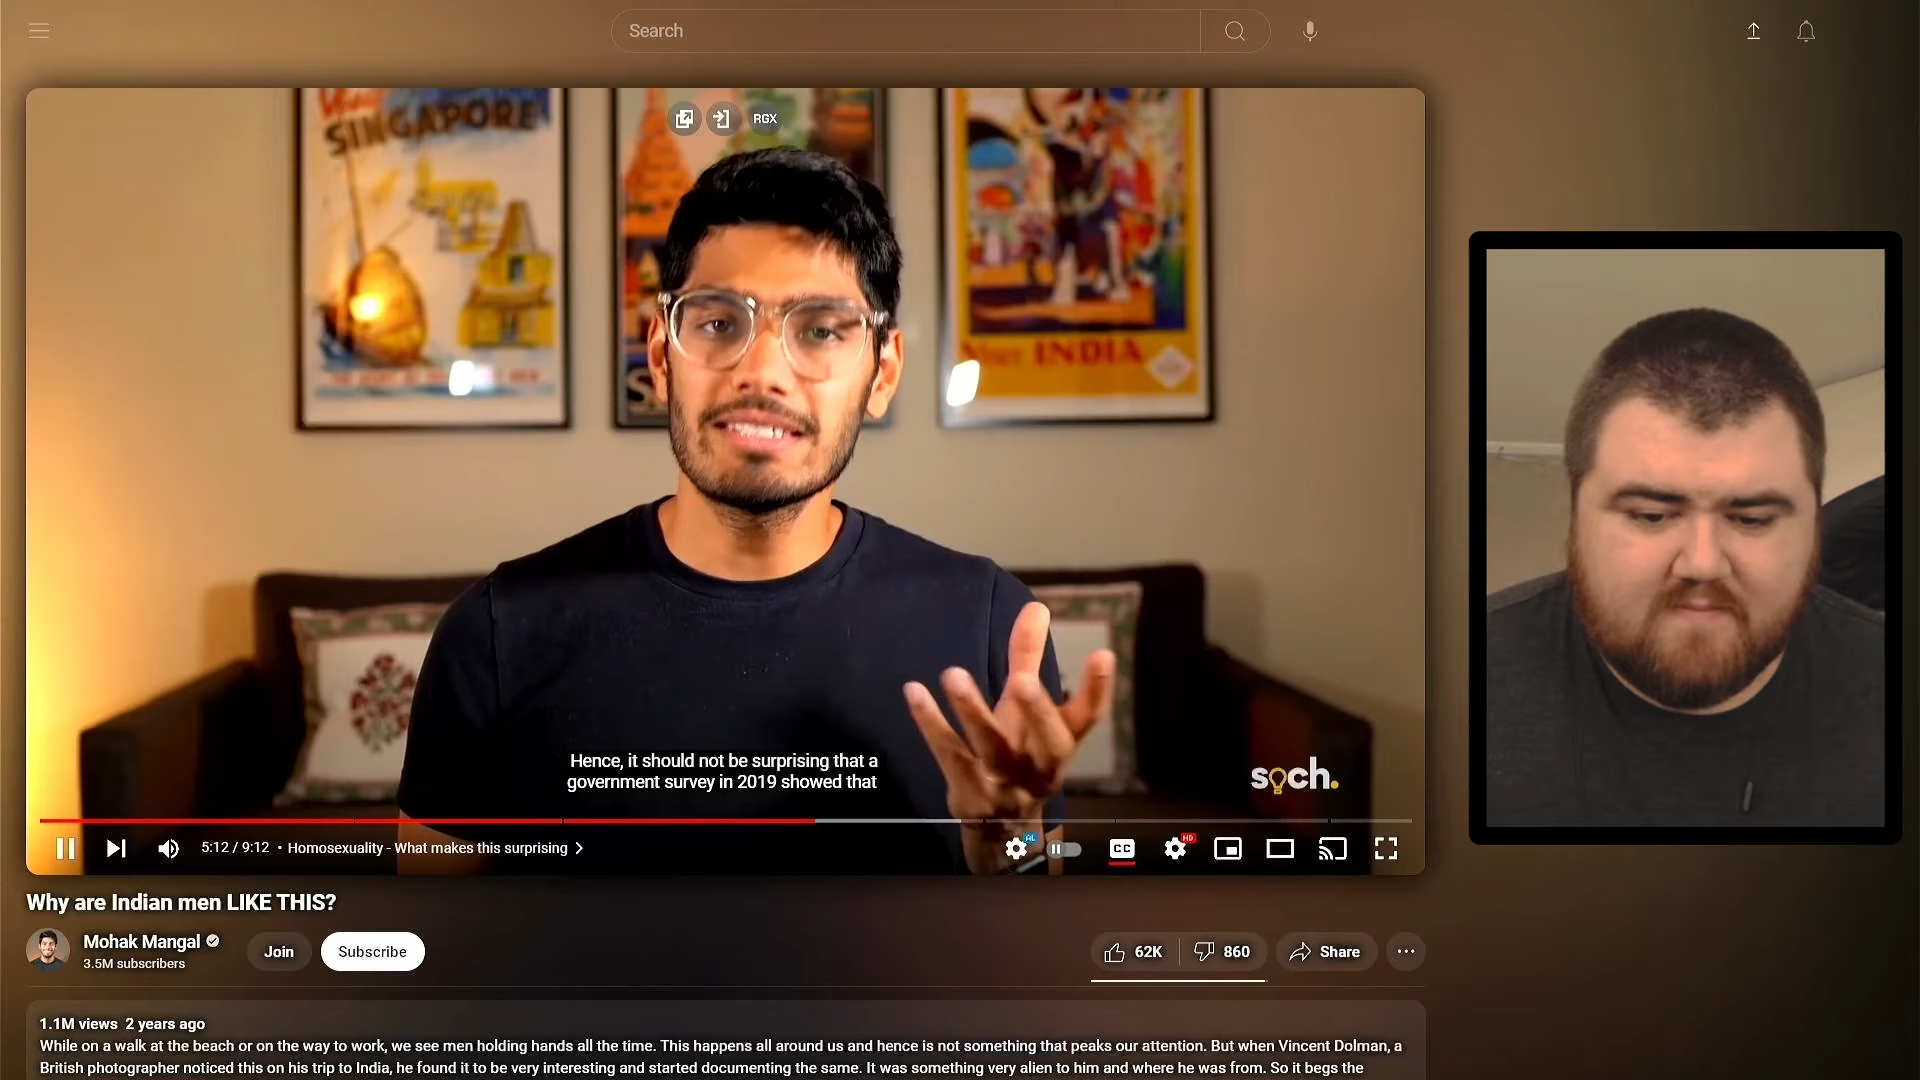 Search
Visit
SINGAPORE
RGX
S
Visit INDIA
Hence, it should not be surprising that a
government survey in 2019 showed that
soch.
5:12 / 9:12 • Homosexuality - What makes this surprising
AL
CC
HD
Why are Indian men LIKE THIS?
Mohak Mangal
3.5M subscribers
Join
Subscribe
62K
860
Share
1.1M views 2 years ago
While on a walk at the beach or on the way to work, we see men holding hands all the time. This happens all around us and hence is not something that peaks our attention. But when Vincent Dolman, a
British photographer noticed this on his trip to India, he found it to be very interesting and started documenting the same. It was something very alien to him and where he was from. So it begs the